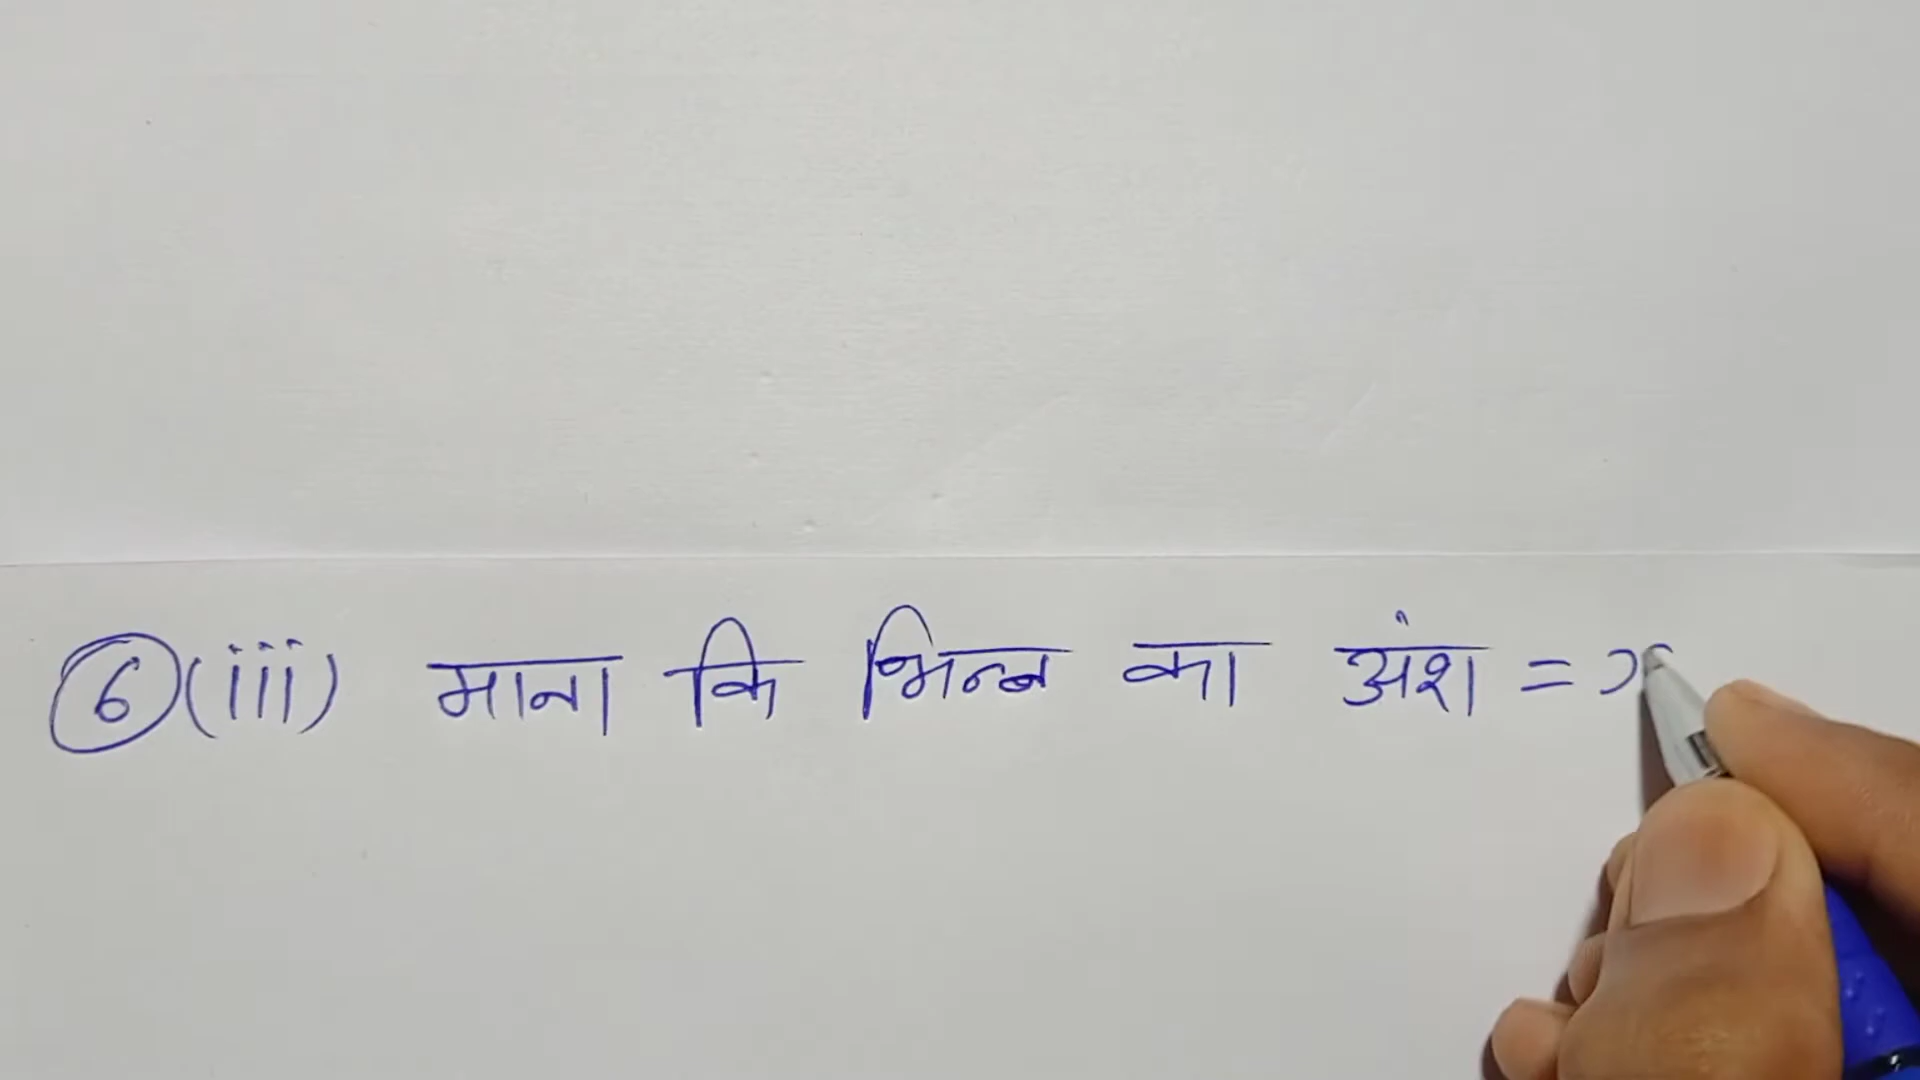 6 (iii) माना कि भिन्न का अंश = x